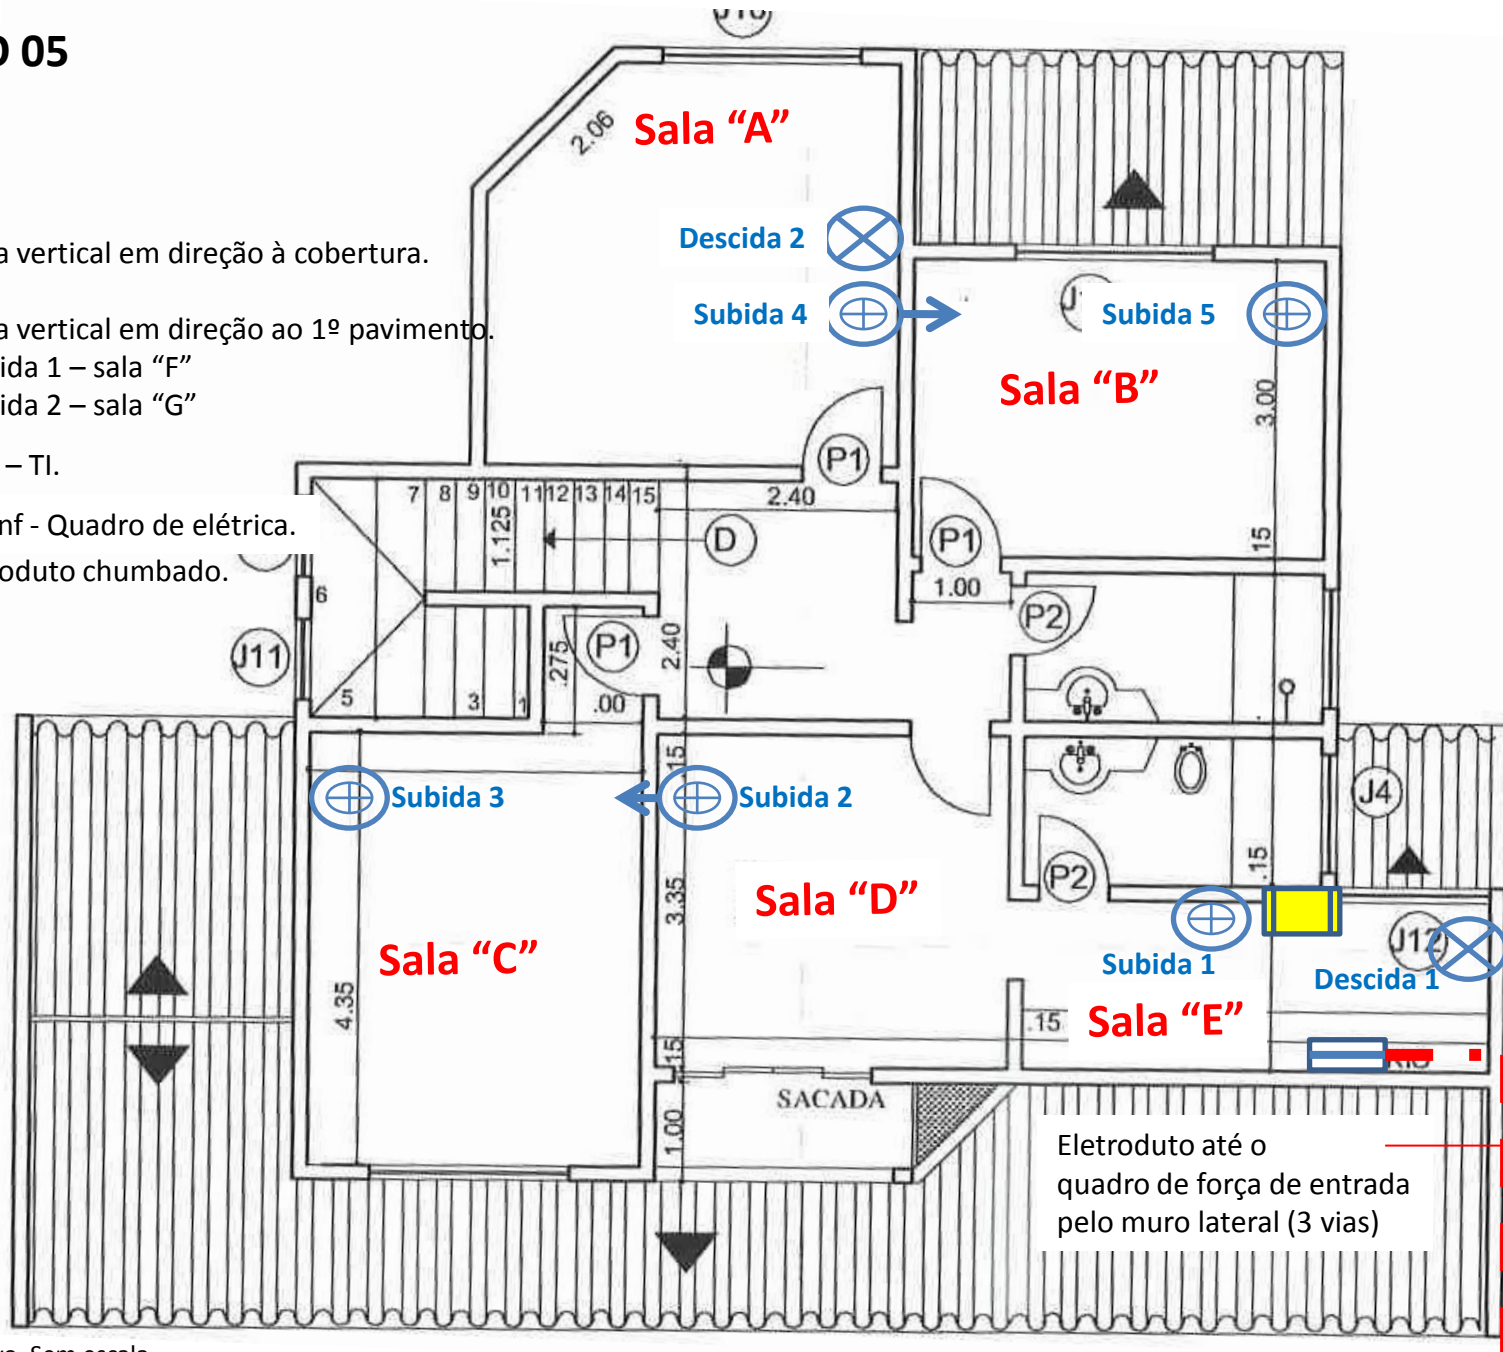 05
Sala “A”
2.06
a vertical em direção à cobertura.
Descida 2
a vertical em direção ao 1º pavimento.
Subida 4
Subida 5
ida 1 – sala “F”
ida 2 – sala “G”
Sala “B”
3.00
– TI.
P1
7 8 9 10 11 12 13 14 15
2.40
nf - Quadro de elétrica.
1.125
D
P1
15
oduto chumbado.
1.00
6
P2
J11
P1
.275
2.40
5
3
1
.00
15
Subida 3
Subida 2
J4
.15
P2
Sala “D”
3.35
Sala “C”
J12
Subida 1
Descida 1
4.35
.15
Sala “E”
15
SACADA
1.00
Eletroduto até o
quadro de força de entrada
pelo muro lateral (3 vias)